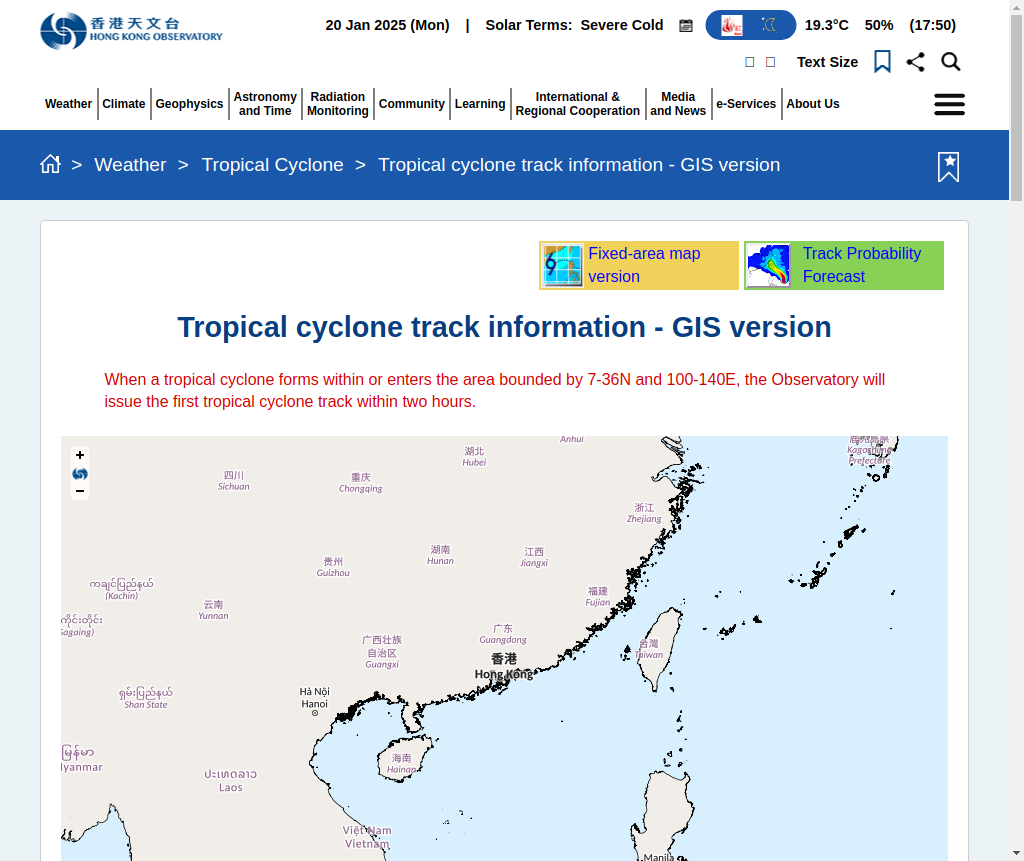 香港天文台
HONG KONG OBSERVATORY
20 Jan 2025 (Mon) | Solar Terms: Severe Cold 19.3°C 50% (17:50)
Text Size
Weather Climate Geophysics Astronomy and Time Radiation Monitoring Community Learning International & Regional Cooperation Media and News e-Services About Us
> Weather > Tropical Cyclone > Tropical cyclone track information - GIS version
Fixed-area map
version
Track Probability
Forecast
Tropical cyclone track information - GIS version
When a tropical cyclone forms within or enters the area bounded by 7-36N and 100-140E, the Observatory will
issue the first tropical cyclone track within two hours.
+
−
Anhui
湖北
Hubei
Kagoshima
Prefecture
四川
Sichuan
重庆
Chongqing
浙江
Zhejiang
湖南
Hunan
江西
Jiangxi
贵州
Guizhou
ကချင်ပြည်နယ်
(Kachin)
福建
Fujian
云南
Yunnan
ကိုင်းတိုင်း
Sagaing)
广东
Guangdong
广西壮族
自治区
Guangxi
台灣
Taiwan
香港
Hong Kong
ရှမ်းပြည်နယ်
Shan State
Hà Nội
Hanoi
မြန်မာ
Myanmar
海南
Hainan
ປະເທດລາວ
Laos
Việt Nam
Vietnam
Manila